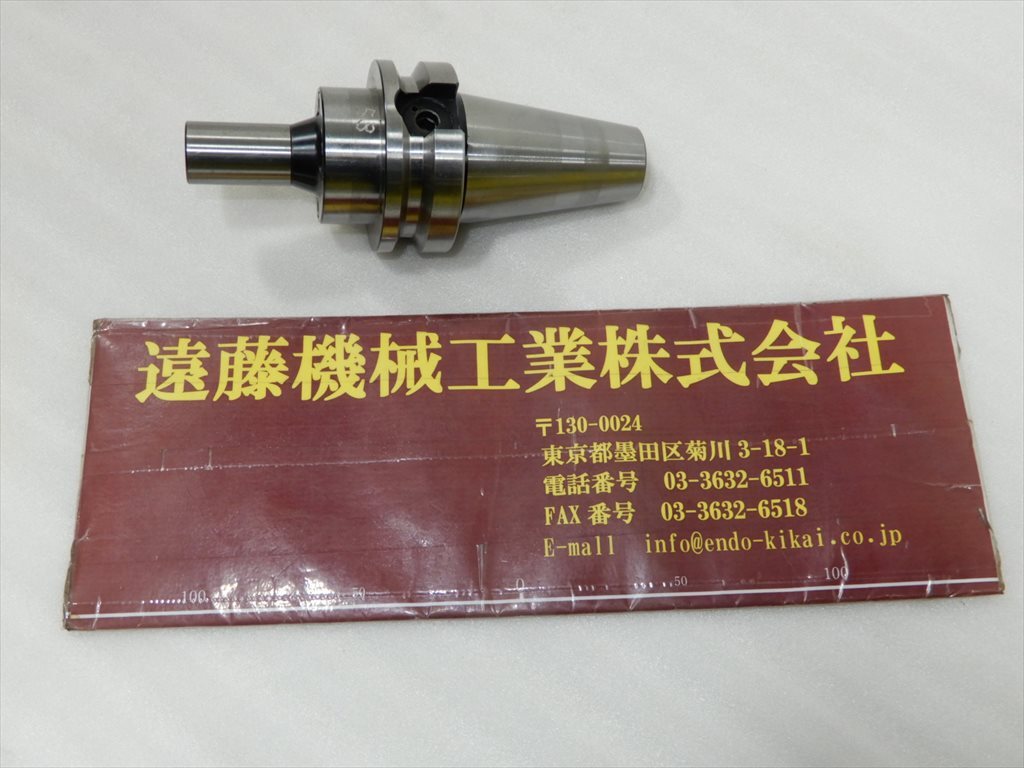 遠藤機械工業株式会社
〒130-0024
東京都墨田区菊川 3-18-1
電話番号 03-3632-6511
FAX 番号 03-3632-6518
E-mail info@endo-kikai.co.jp
100 50 0 50 100